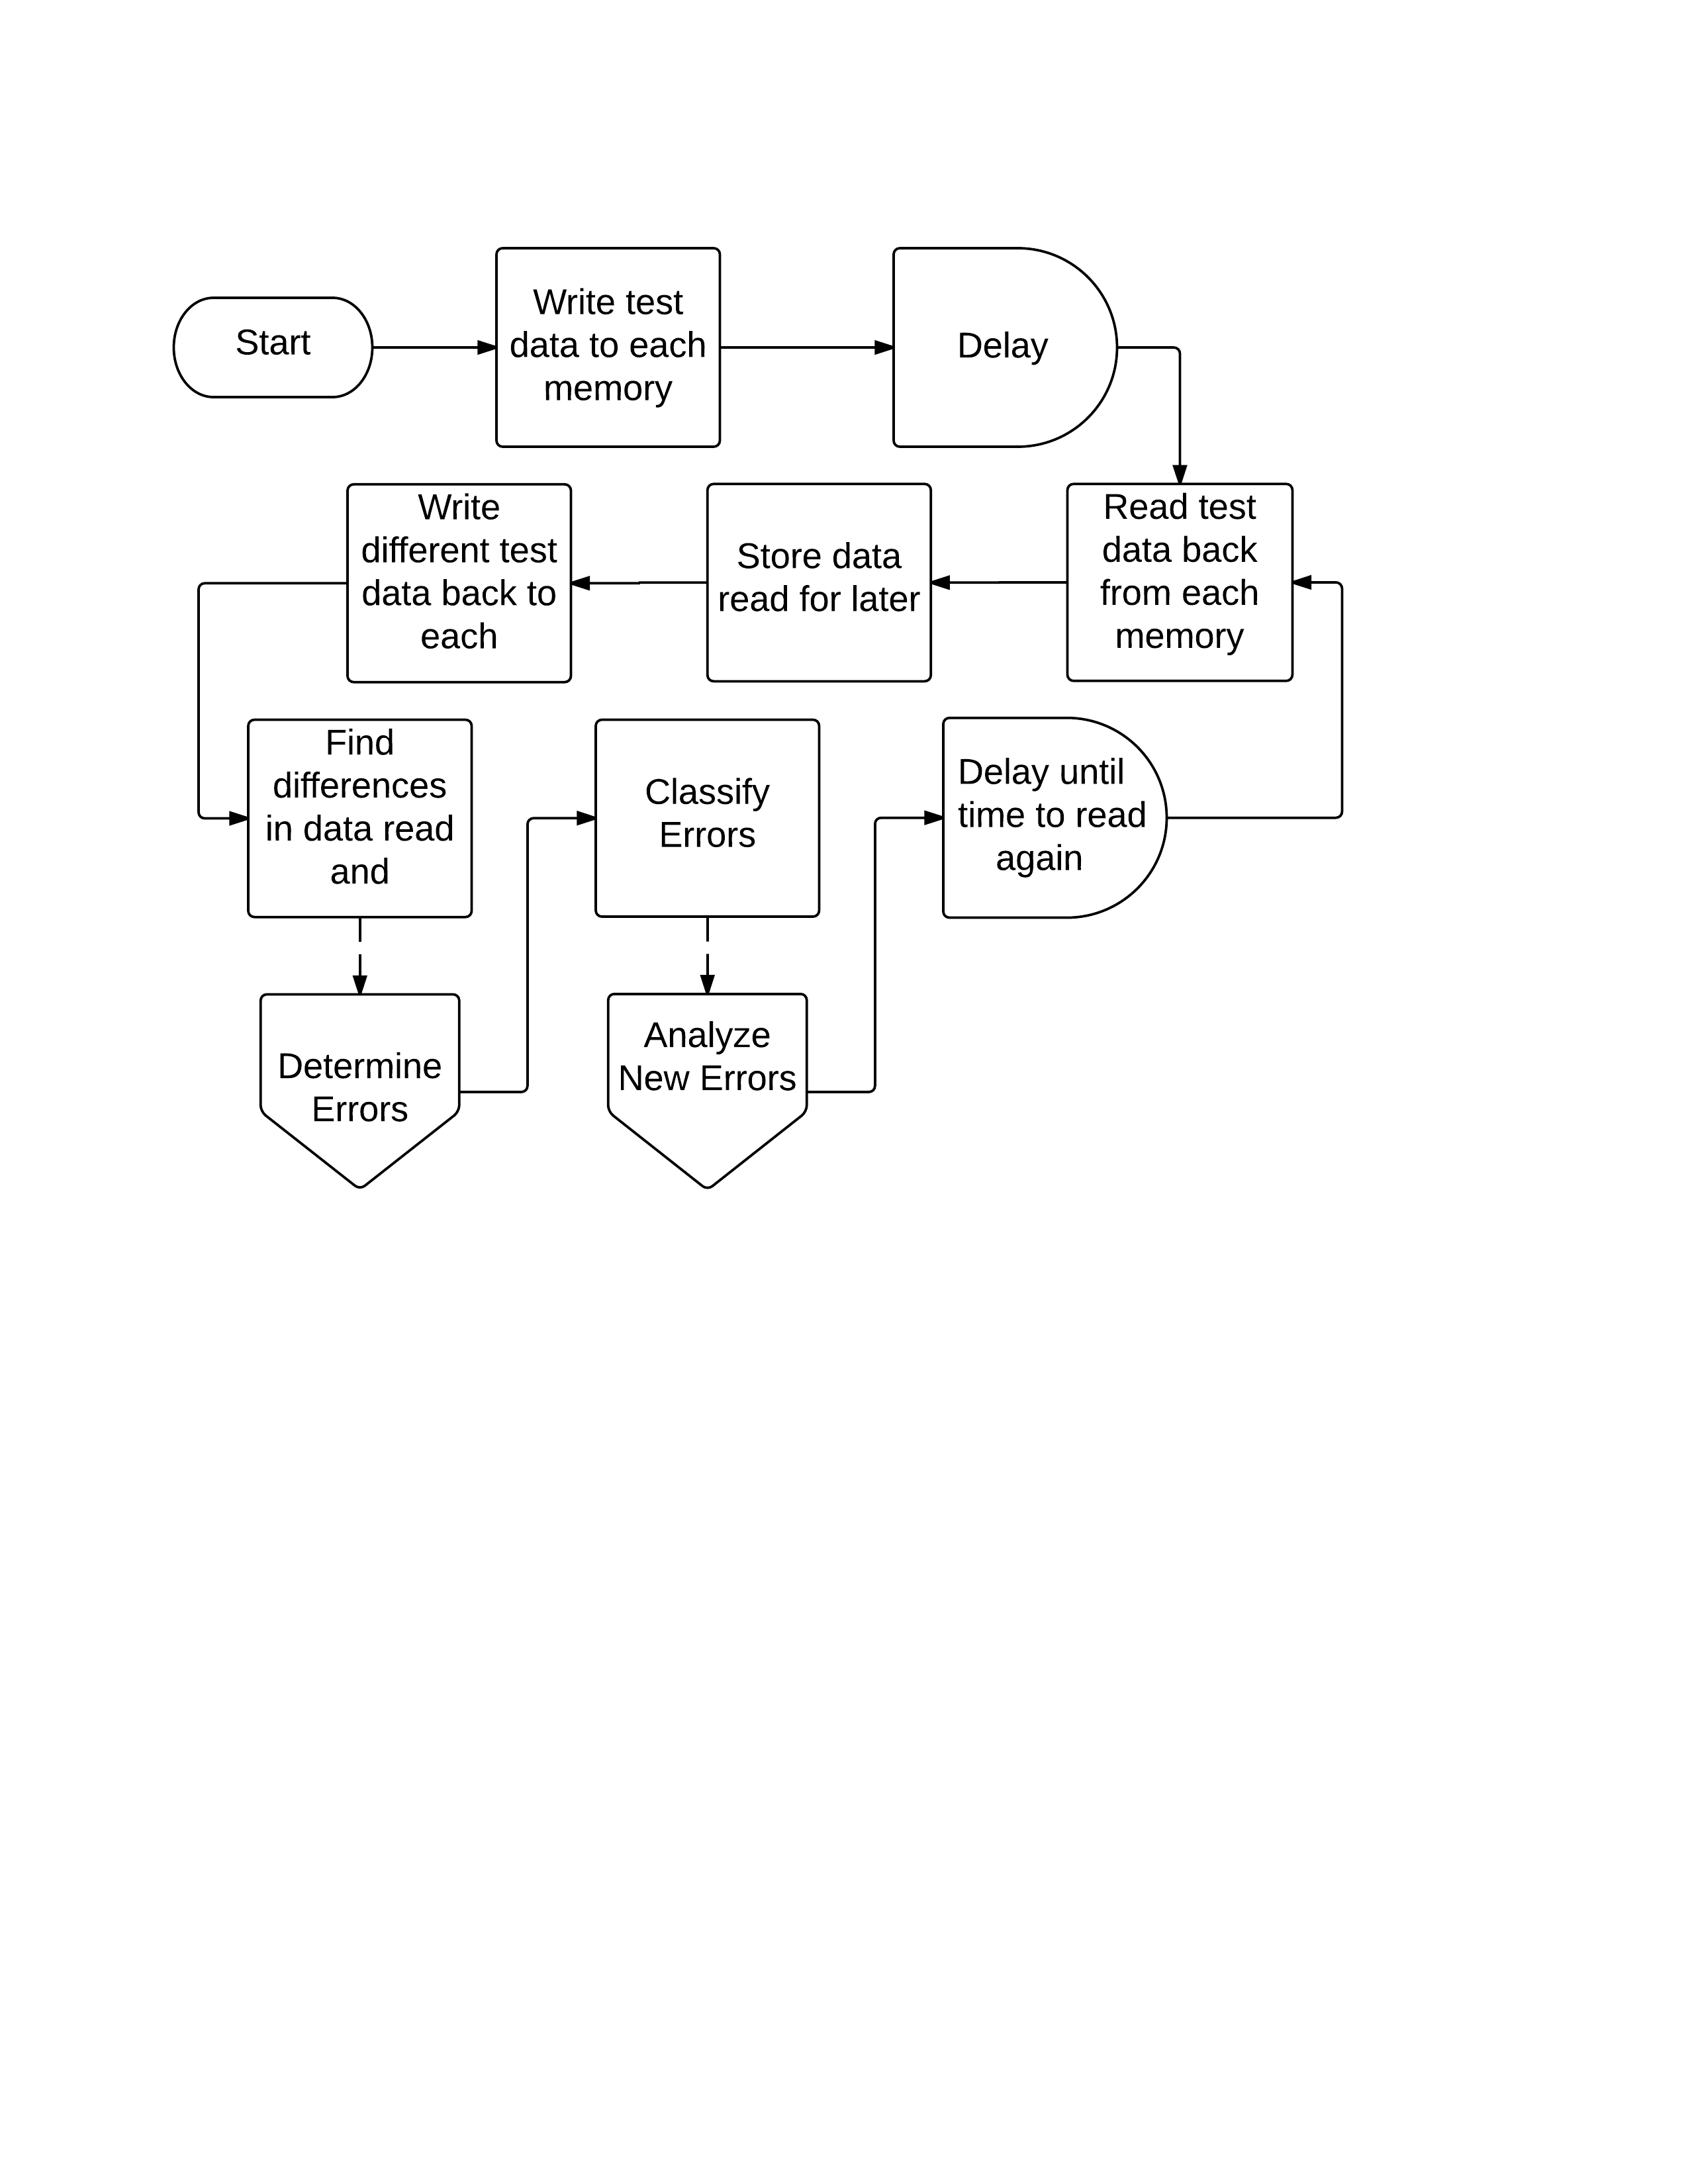 Start
Write test
data to each
memory
Delay
Write
different test
data back to
each
Store data
read for later
Read test
data back
from each
memory
Find
differences
in data read
and
Classify
Errors
Delay until
time to read
again
Determine
Errors
Analyze
New Errors